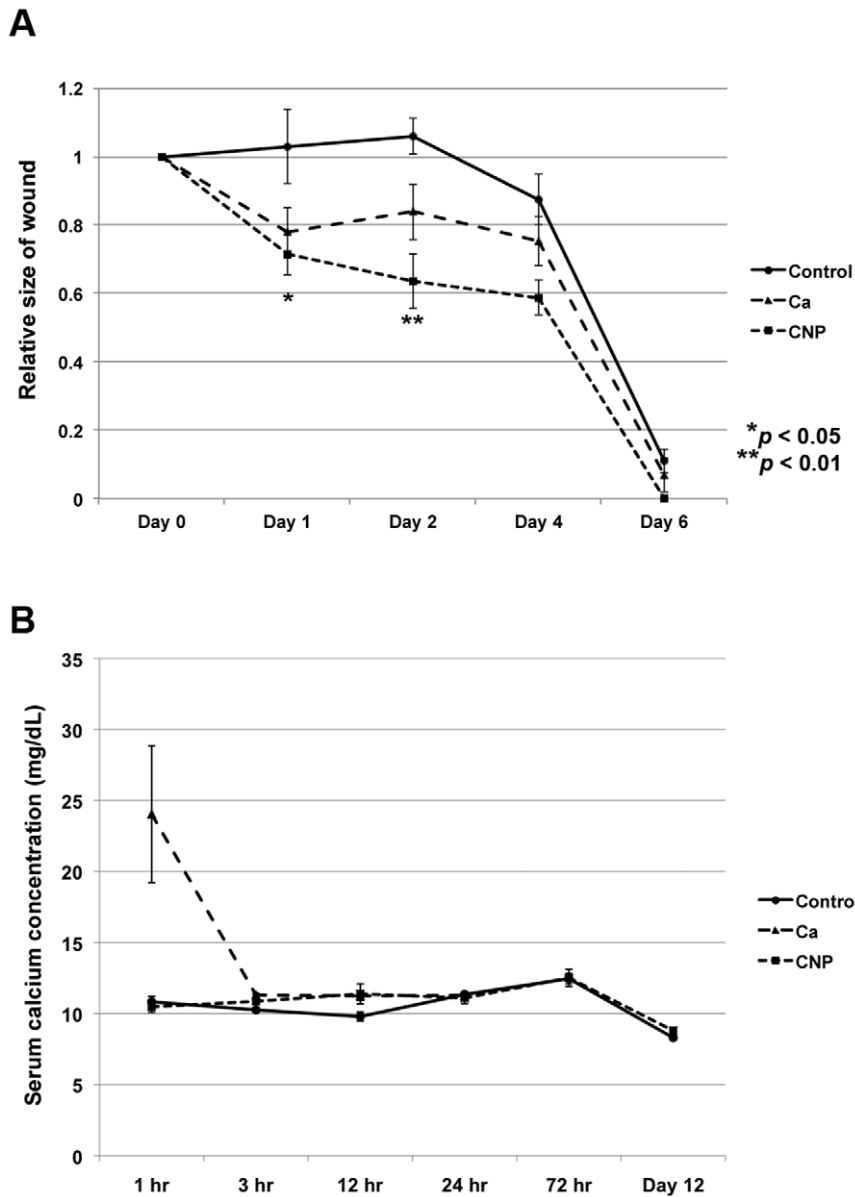 A
1.2
1
0.8
0.6
0.4
0.2
0
Relative size of wound
Day 0 Day 1 Day 2 Day 4 Day 6
*
**
Control
Ca
CNP
*p < 0.05
**p < 0.01
B
35
30
25
20
15
10
5
0
Serum calcium concentration (mg/dL)
1 hr 3 hr 12 hr 24 hr 72 hr Day 12
Contro
Ca
CNP